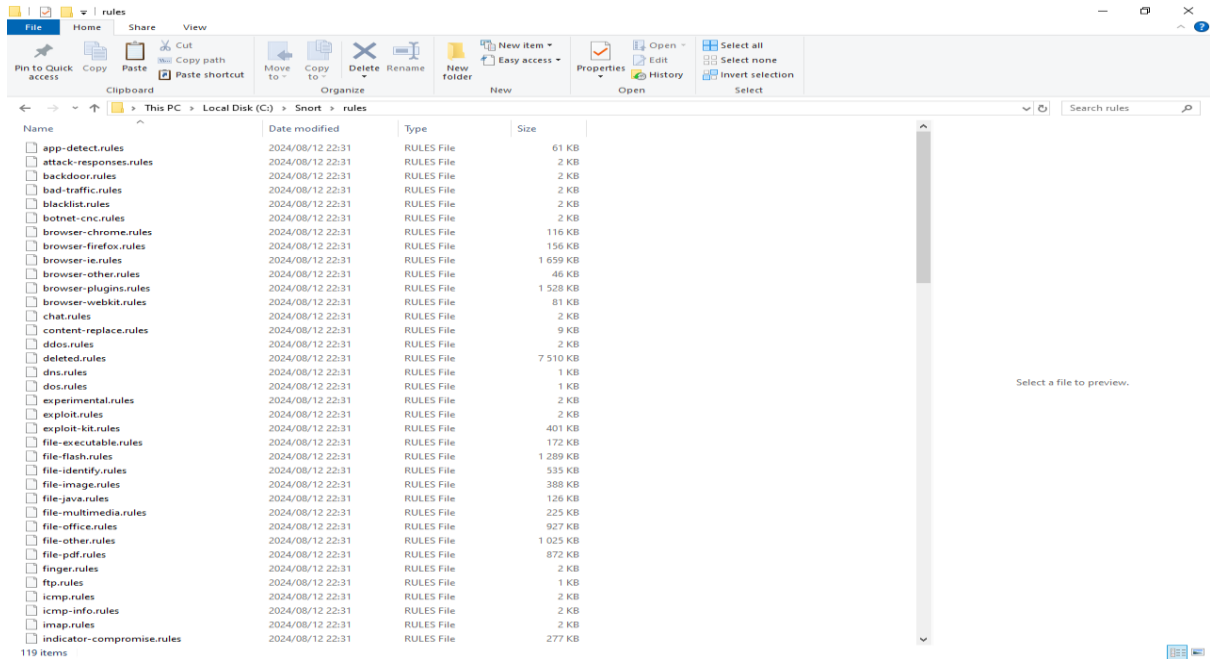 rules
File Home Share View
Pin to Quick access
Copy
Paste
Cut
Copy path
Paste shortcut
Clipboard
Move to
Copy to
Delete
Rename
Organize
New folder
New item
Easy access
New
Properties
Open
Edit
History
Open
Select all
Select none
Invert selection
Select
This PC > Local Disk (C:) > Snort > rules
Search rules
Name Date modified Type Size
app-detect.rules 2024/08/12 22:31 RULES File 61 KB
attack-responses.rules 2024/08/12 22:31 RULES File 2 KB
backdoor.rules 2024/08/12 22:31 RULES File 2 KB
bad-traffic.rules 2024/08/12 22:31 RULES File 2 KB
blacklist.rules 2024/08/12 22:31 RULES File 2 KB
botnet-cnc.rules 2024/08/12 22:31 RULES File 2 KB
browser-chrome.rules 2024/08/12 22:31 RULES File 116 KB
browser-firefox.rules 2024/08/12 22:31 RULES File 156 KB
browser-ie.rules 2024/08/12 22:31 RULES File 1 659 KB
browser-other.rules 2024/08/12 22:31 RULES File 46 KB
browser-plugins.rules 2024/08/12 22:31 RULES File 1 528 KB
browser-webkit.rules 2024/08/12 22:31 RULES File 81 KB
chat.rules 2024/08/12 22:31 RULES File 2 KB
content-replace.rules 2024/08/12 22:31 RULES File 9 KB
ddos.rules 2024/08/12 22:31 RULES File 2 KB
deleted.rules 2024/08/12 22:31 RULES File 7 510 KB
dns.rules 2024/08/12 22:31 RULES File 1 KB
dos.rules 2024/08/12 22:31 RULES File 1 KB
experimental.rules 2024/08/12 22:31 RULES File 2 KB
exploit.rules 2024/08/12 22:31 RULES File 2 KB
exploit-kit.rules 2024/08/12 22:31 RULES File 401 KB
file-executable.rules 2024/08/12 22:31 RULES File 172 KB
file-flash.rules 2024/08/12 22:31 RULES File 1 289 KB
file-identify.rules 2024/08/12 22:31 RULES File 535 KB
file-image.rules 2024/08/12 22:31 RULES File 388 KB
file-java.rules 2024/08/12 22:31 RULES File 126 KB
file-multimedia.rules 2024/08/12 22:31 RULES File 225 KB
file-office.rules 2024/08/12 22:31 RULES File 927 KB
file-other.rules 2024/08/12 22:31 RULES File 1 025 KB
file-pdf.rules 2024/08/12 22:31 RULES File 872 KB
finger.rules 2024/08/12 22:31 RULES File 2 KB
ftp.rules 2024/08/12 22:31 RULES File 1 KB
icmp.rules 2024/08/12 22:31 RULES File 2 KB
icmp-info.rules 2024/08/12 22:31 RULES File 2 KB
imap.rules 2024/08/12 22:31 RULES File 2 KB
indicator-compromise.rules 2024/08/12 22:31 RULES File 277 KB
Select a file to preview.
119 items